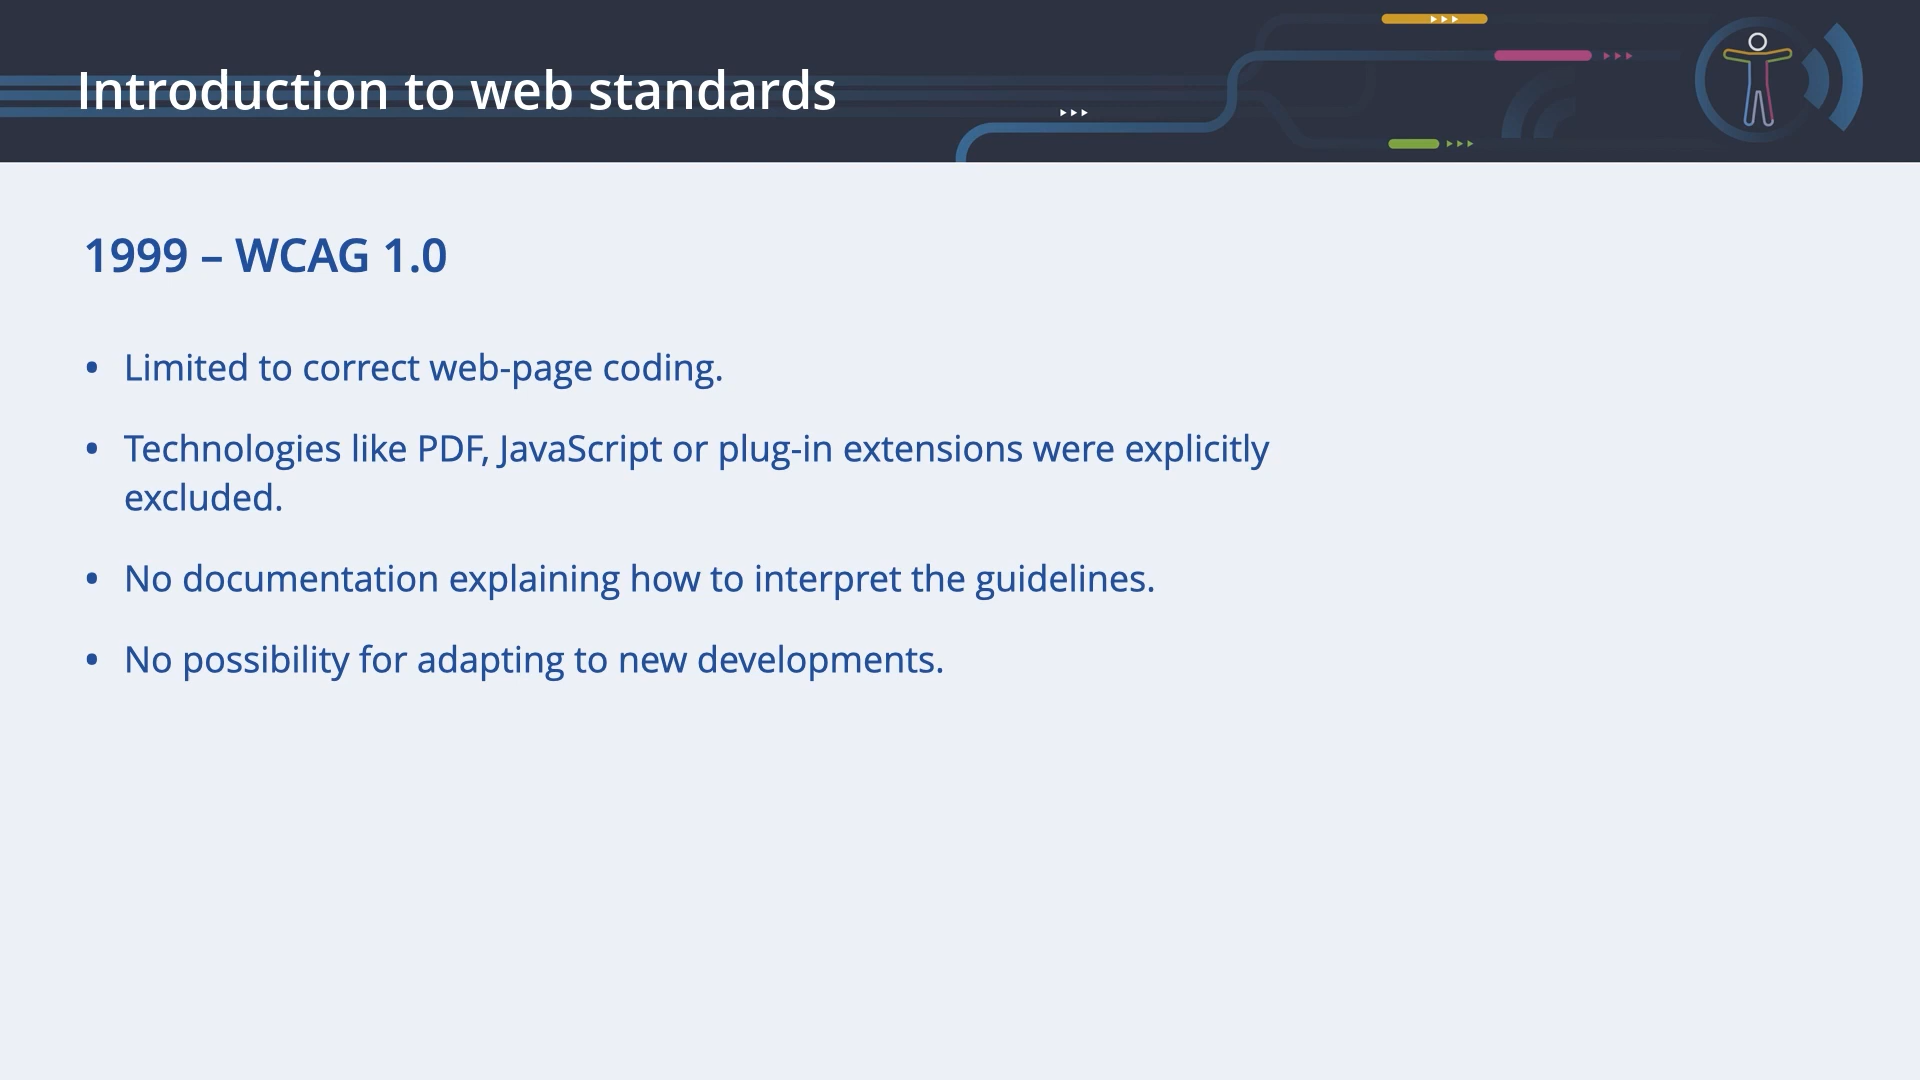 Introduction to web standards
1999 – WCAG 1.0
• Limited to correct web-page coding.
• Technologies like PDF, JavaScript or plug-in extensions were explicitly
excluded.
• No documentation explaining how to interpret the guidelines.
• No possibility for adapting to new developments.